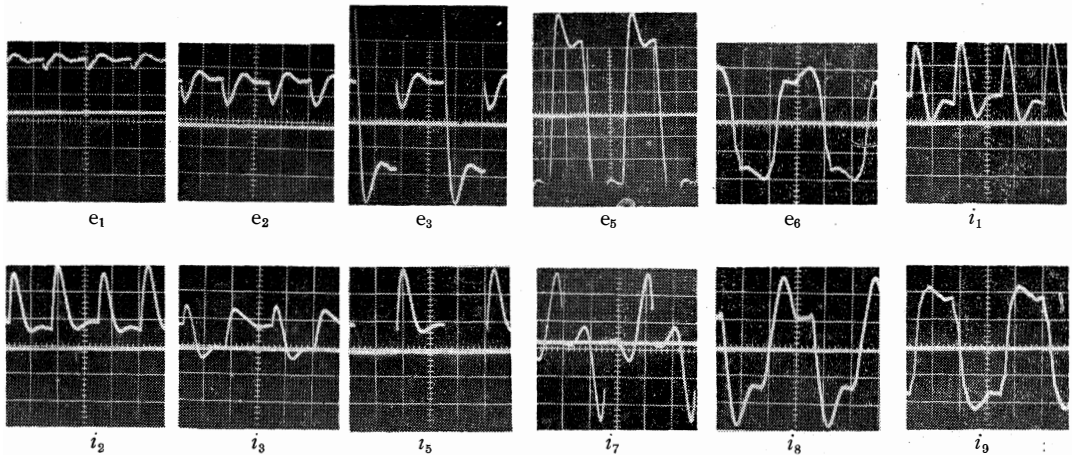 e₁ e₂ e₃ e₅ e₆ i₁
i₂ i₃ i₅ i₇ i₈ i₉